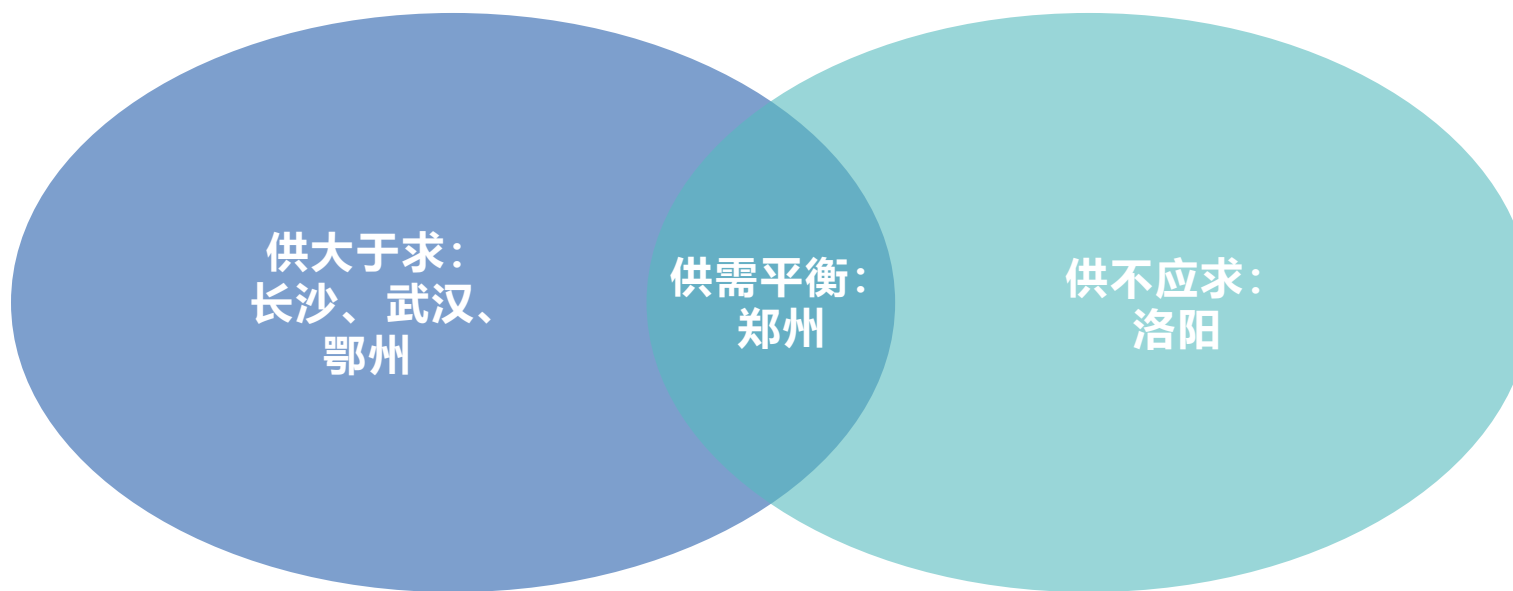 供大于求：
长沙、武汉、
鄂州
供需平衡：
郑州
供不应求：
洛阳